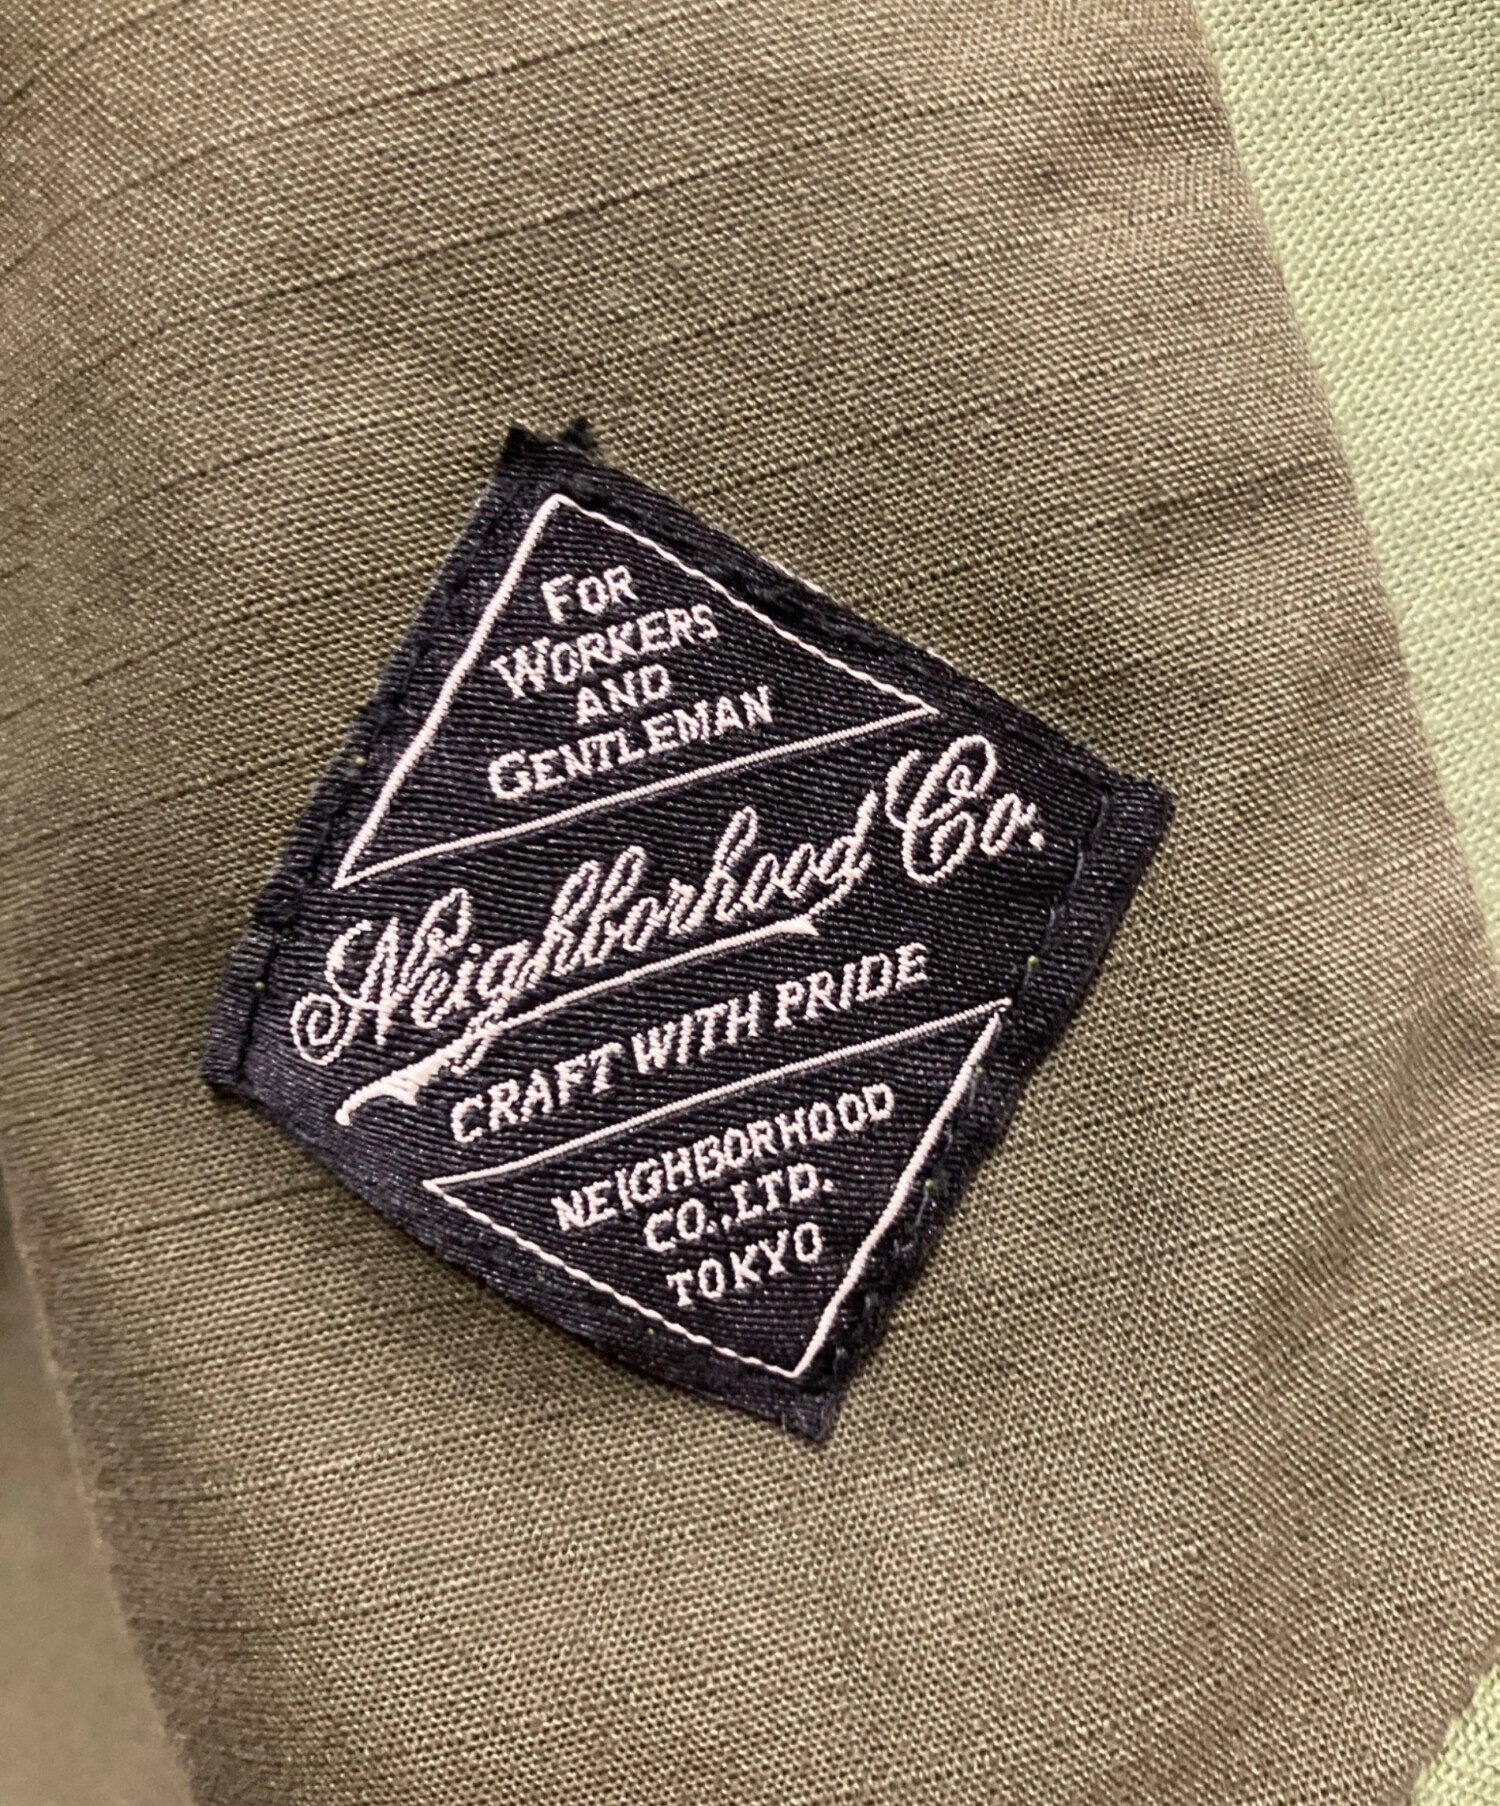 FOR
WORKERS
AND
GENTLEMAN
Neighborhood Co.
CRAFT WITH PRIDE
NEIGHBORHOOD
CO.,LTD.
TOKYO